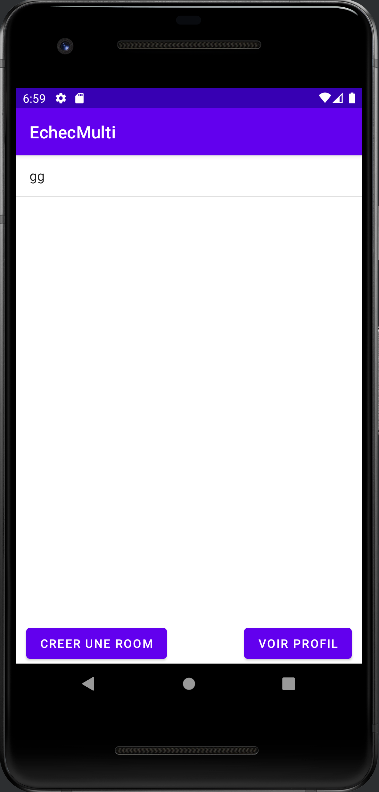 6:59
EchecMulti
gg
CREER UNE ROOM
VOIR PROFIL